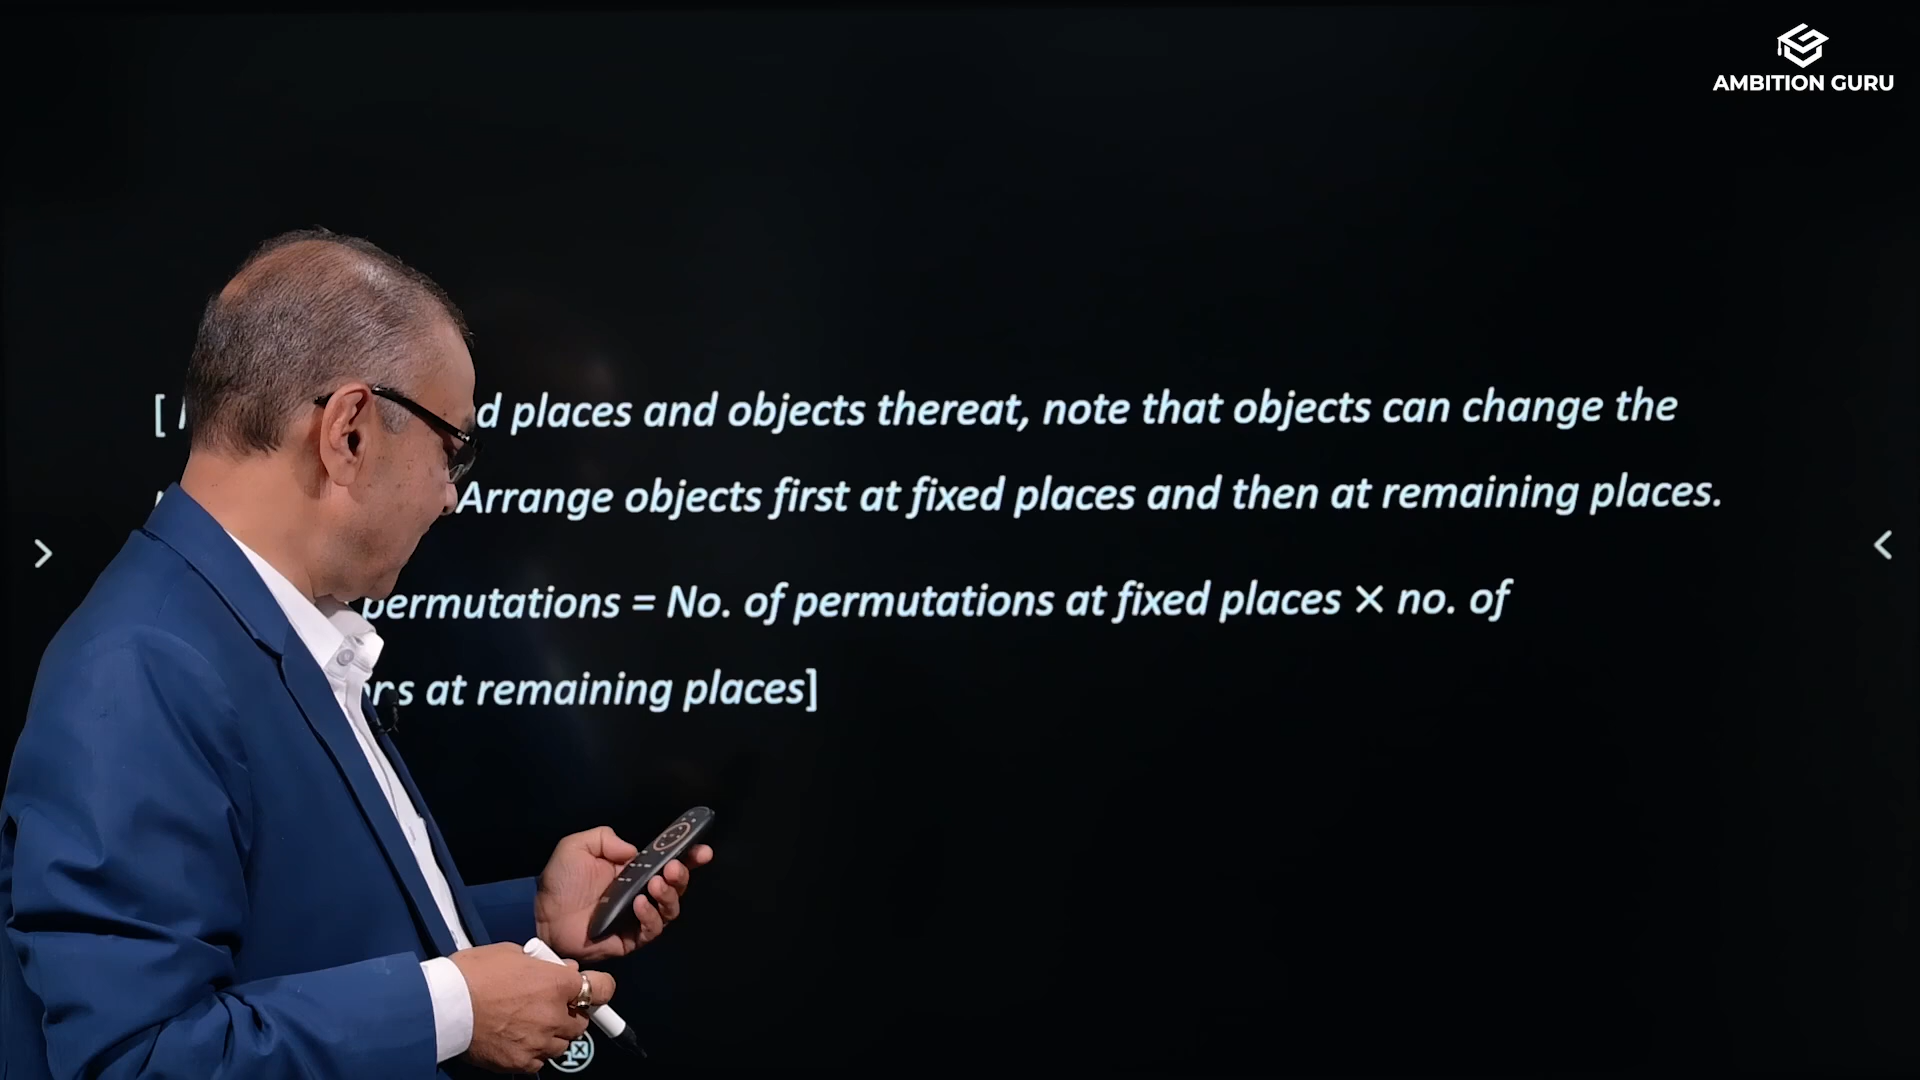 AMBITION GURU
[ places and objects thereat, note that objects can change the
Arrange objects first at fixed places and then at remaining places.
permutations = No. of permutations at fixed places × no. of
at remaining places]